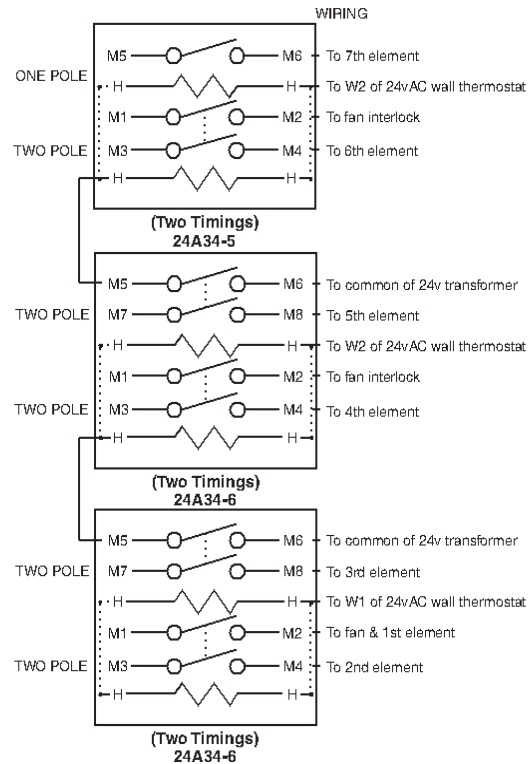 WIRING
M5 M6 To 7th element
ONE POLE
H H To W2 of 24vAC wall thermostat
M1 M2 To fan interlock
TWO POLE M3 M4 To 6th element
H H
(Two Timings)
24A34-5
M5 M6 To common of 24v transformer
TWO POLE M7 M8 To 5th element
H H To W2 of 24vAC wall thermostat
M1 M2 To fan interlock
TWO POLE M3 M4 To 4th element
H H
(Two Timings)
24A34-6
M5 M6 To common of 24v transformer
TWO POLE M7 M8 To 3rd element
H H To W1 of 24vAC wall thermostat
M1 M2 To fan & 1st element
TWO POLE M3 M4 To 2nd element
H H
(Two Timings)
24A34-6